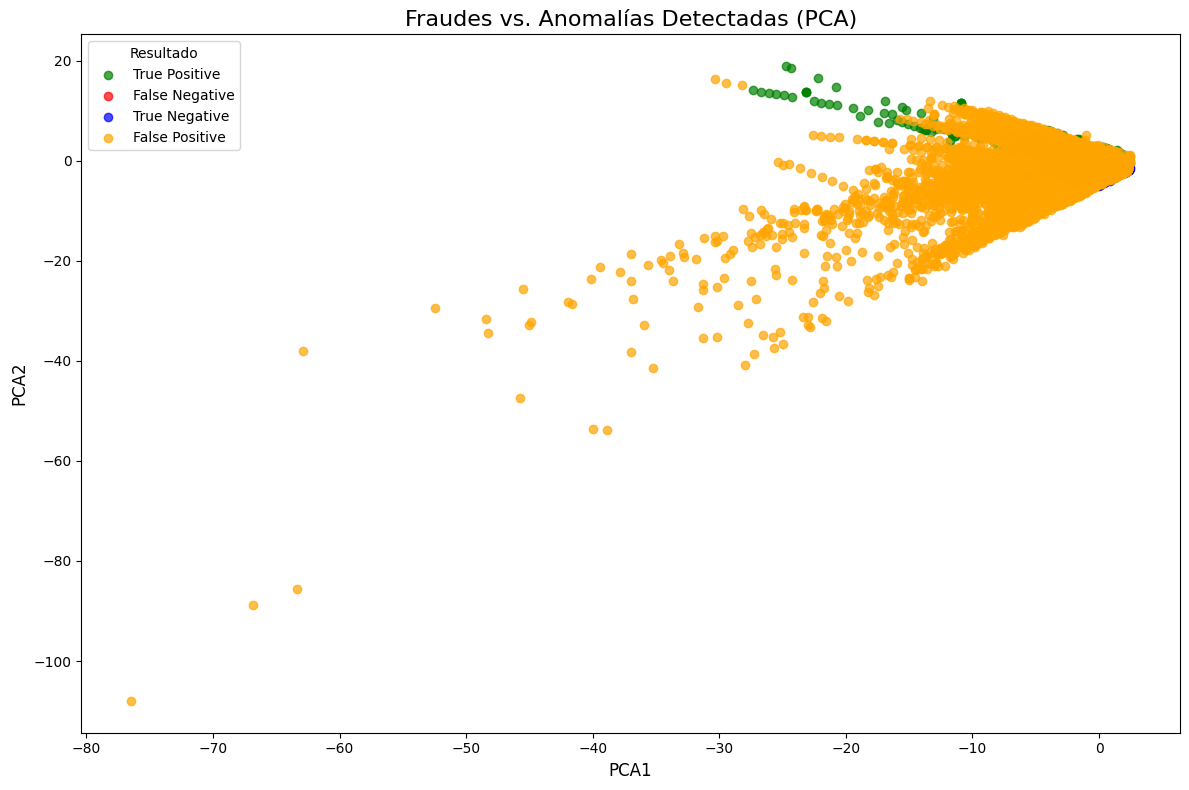 Fraudes vs. Anomalías Detectadas (PCA)
Resultado
True Positive
False Negative
True Negative
False Positive
20
0
−20
−40
−60
−80
−100
PCA2
−80
−70
−60
−50
−40
−30
−20
−10
0
PCA1